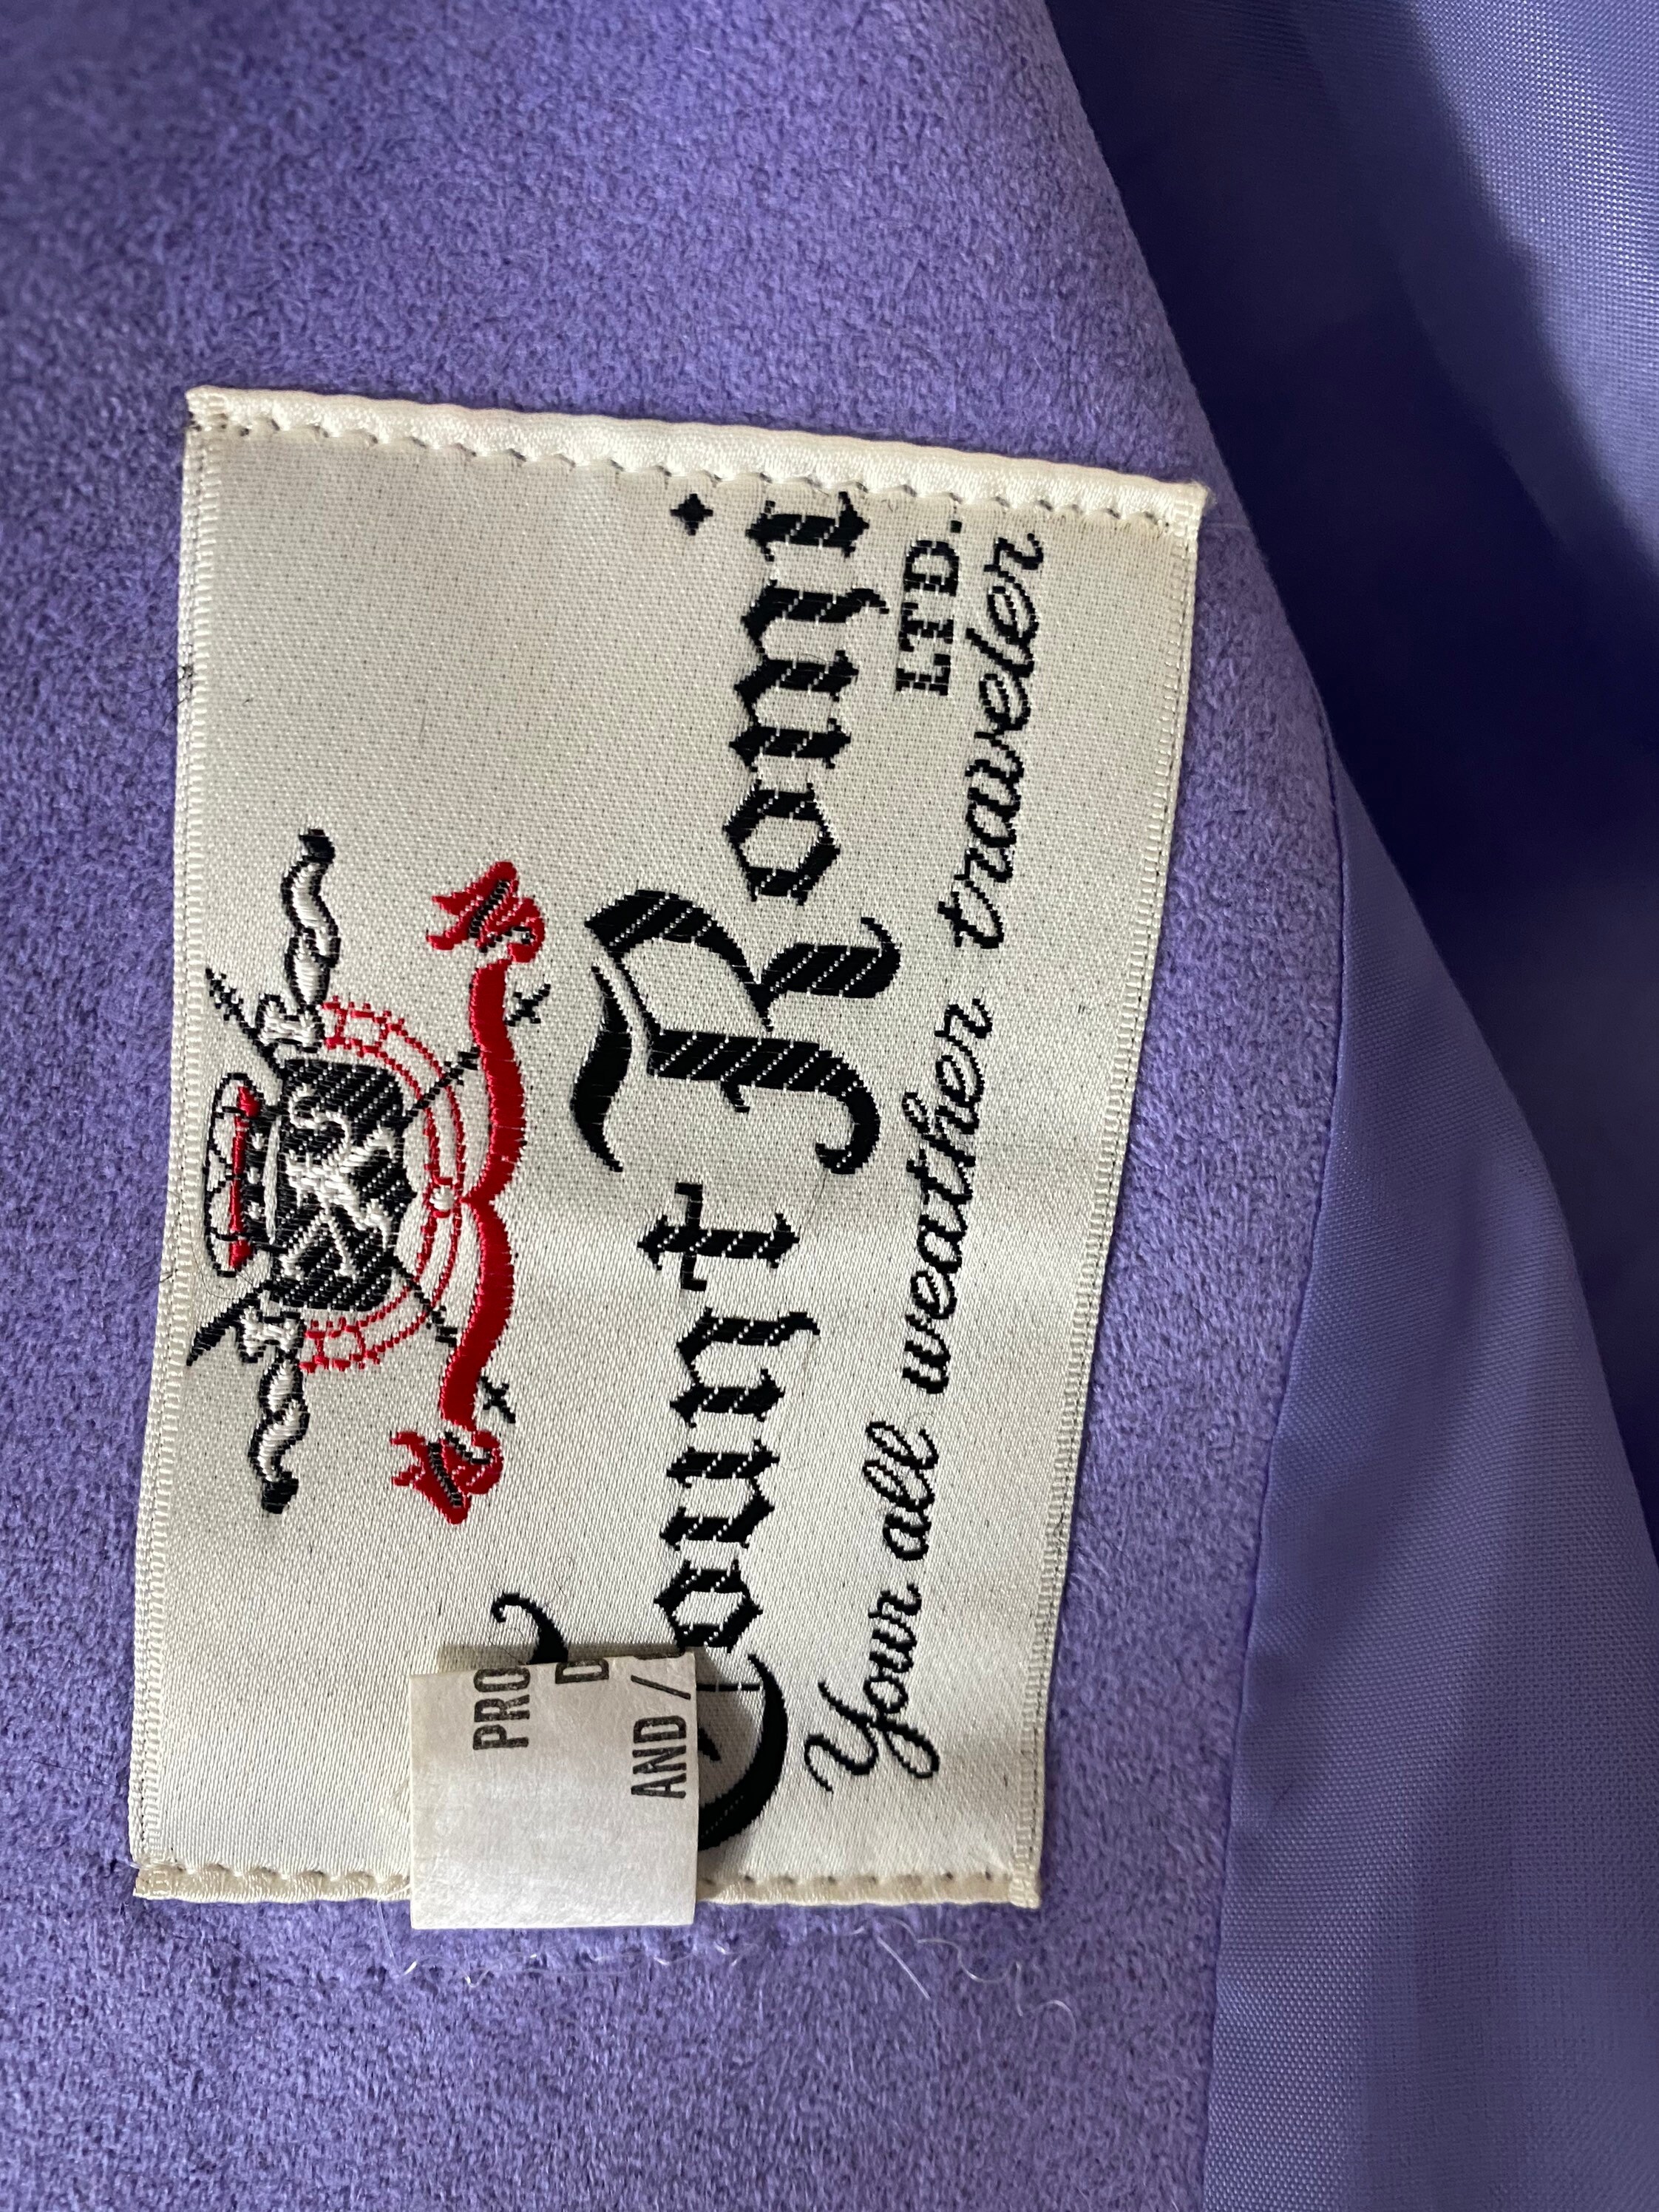 Count Romi
LTD.
Your all weather traveler
PRO
D
AND /